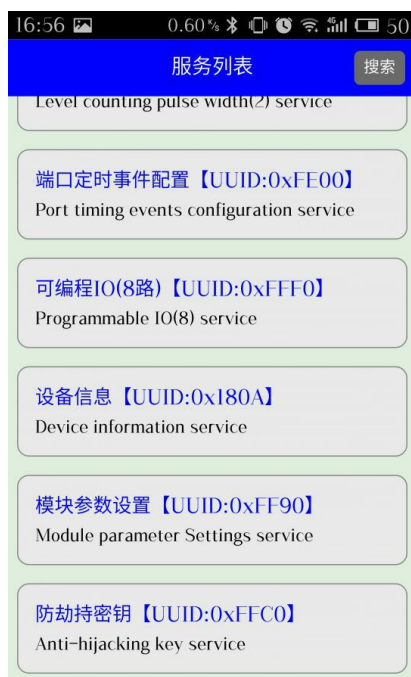 16:56 0.60 ᴷ/s 4G 50
服务列表
搜索
Level counting pulse width(2) service
端口定时事件配置【UUID:0xFE00】
Port timing events configuration service
可编程IO(8路)【UUID:0xFFF0】
Programmable IO(8) service
设备信息【UUID:0x180A】
Device information service
模块参数设置【UUID:0xFF90】
Module parameter Settings service
防劫持密钥【UUID:0xFFC0】
Anti-hijacking key service